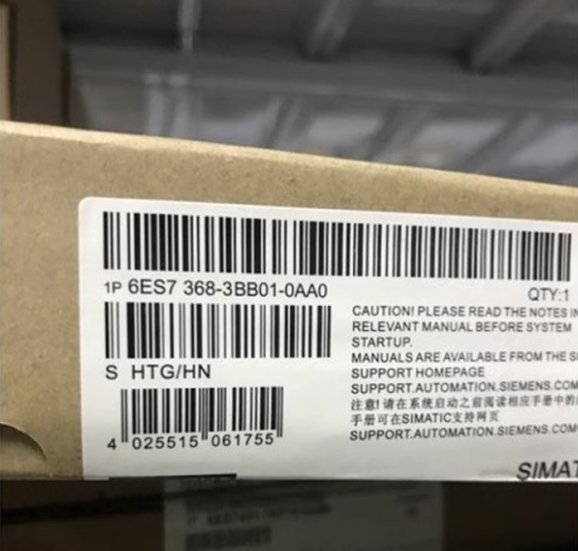 1P 6ES7 368-3BB01-0AA0
QTY:1
S HTG/HN
4 025515 061755
CAUTION! PLEASE READ THE NOTES IN
RELEVANT MANUAL BEFORE SYSTEM
STARTUP.
MANUALS ARE AVAILABLE FROM THE
SUPPORT HOMEPAGE
SUPPORT.AUTOMATION.SIEMENS.COM
注意!请在系统启动之前阅读相应手册中的
手册可在SIMATIC支持网页
SUPPORT.AUTOMATION.SIEMENS.COM
SIMAT